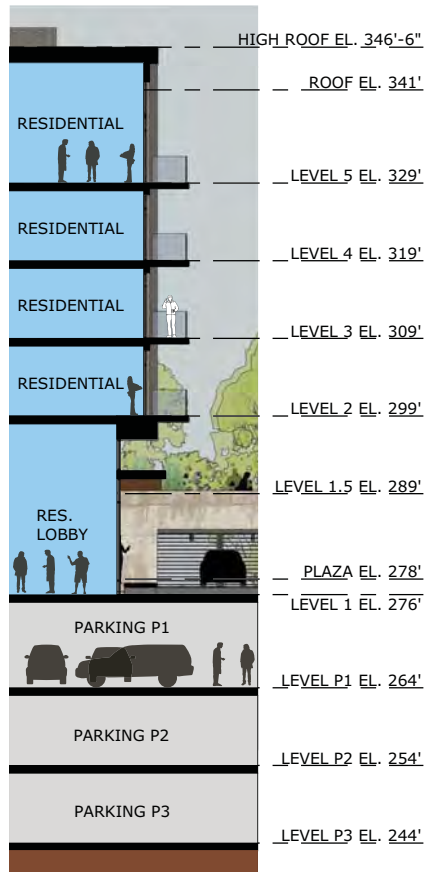 HIGH ROOF EL. 346'-6"
ROOF EL. 341'
RESIDENTIAL
LEVEL 5 EL. 329'
RESIDENTIAL
LEVEL 4 EL. 319'
RESIDENTIAL
LEVEL 3 EL. 309'
RESIDENTIAL
LEVEL 2 EL. 299'
LEVEL 1.5 EL. 289'
RES.
LOBBY
PLAZA EL. 278'
LEVEL 1 EL. 276'
PARKING P1
LEVEL P1 EL. 264'
PARKING P2
LEVEL P2 EL. 254'
PARKING P3
LEVEL P3 EL. 244'